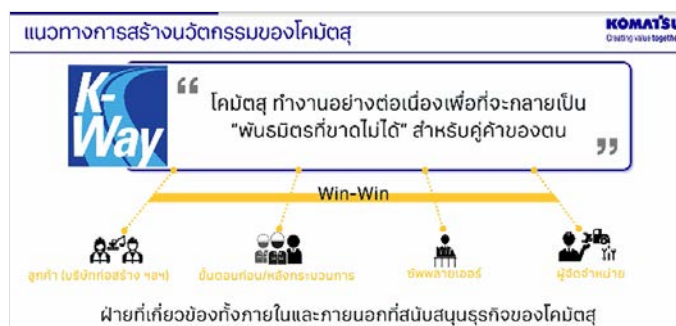 แนวทางการสร้างนวัตกรรมของโคมัตสุ
KOMATSU
Creating value together
K-
Way
“ โคมัตสุ ทำงานอย่างต่อเนื่องเพื่อที่จะกลายเป็น
“พันธมิตรที่ขาดไม่ได้” สำหรับคู่ค้าของตน ”
Win-Win
ลูกค้า (บริษัทก่อสร้าง ฯลฯ)
ขั้นตอนก่อน/หลังกระบวนการ
ซัพพลายเออร์
ผู้จัดจำหน่าย
ฝ่ายที่เกี่ยวข้องทั้งภายในและภายนอกที่สนับสนุนธุรกิจของโคมัตสุ